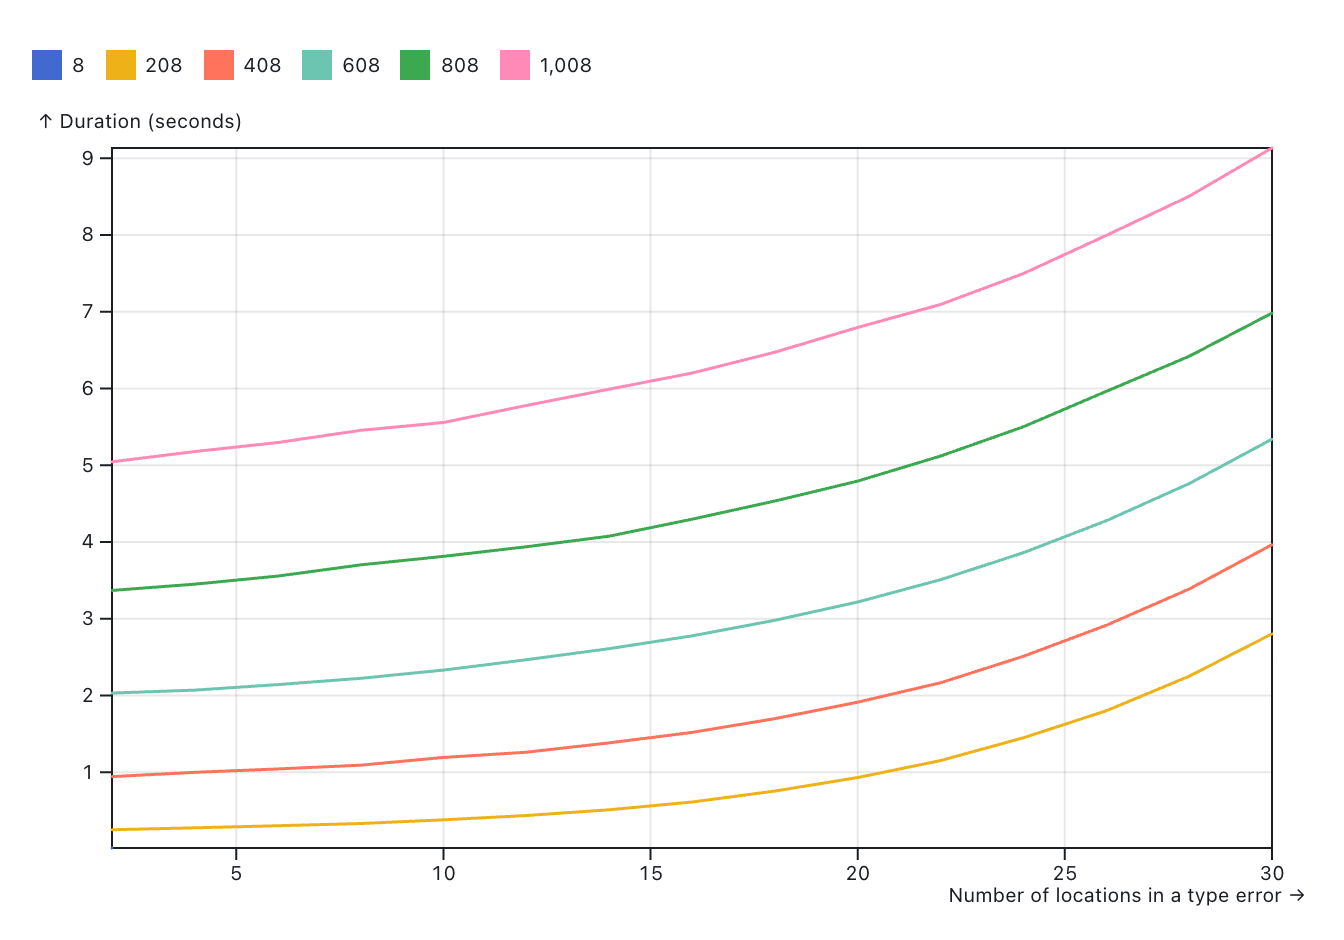 8 208 408 608 808 1,008
↑ Duration (seconds)
9
8
7
6
5
4
3
2
1
5 10 15 20 25 30
Number of locations in a type error →